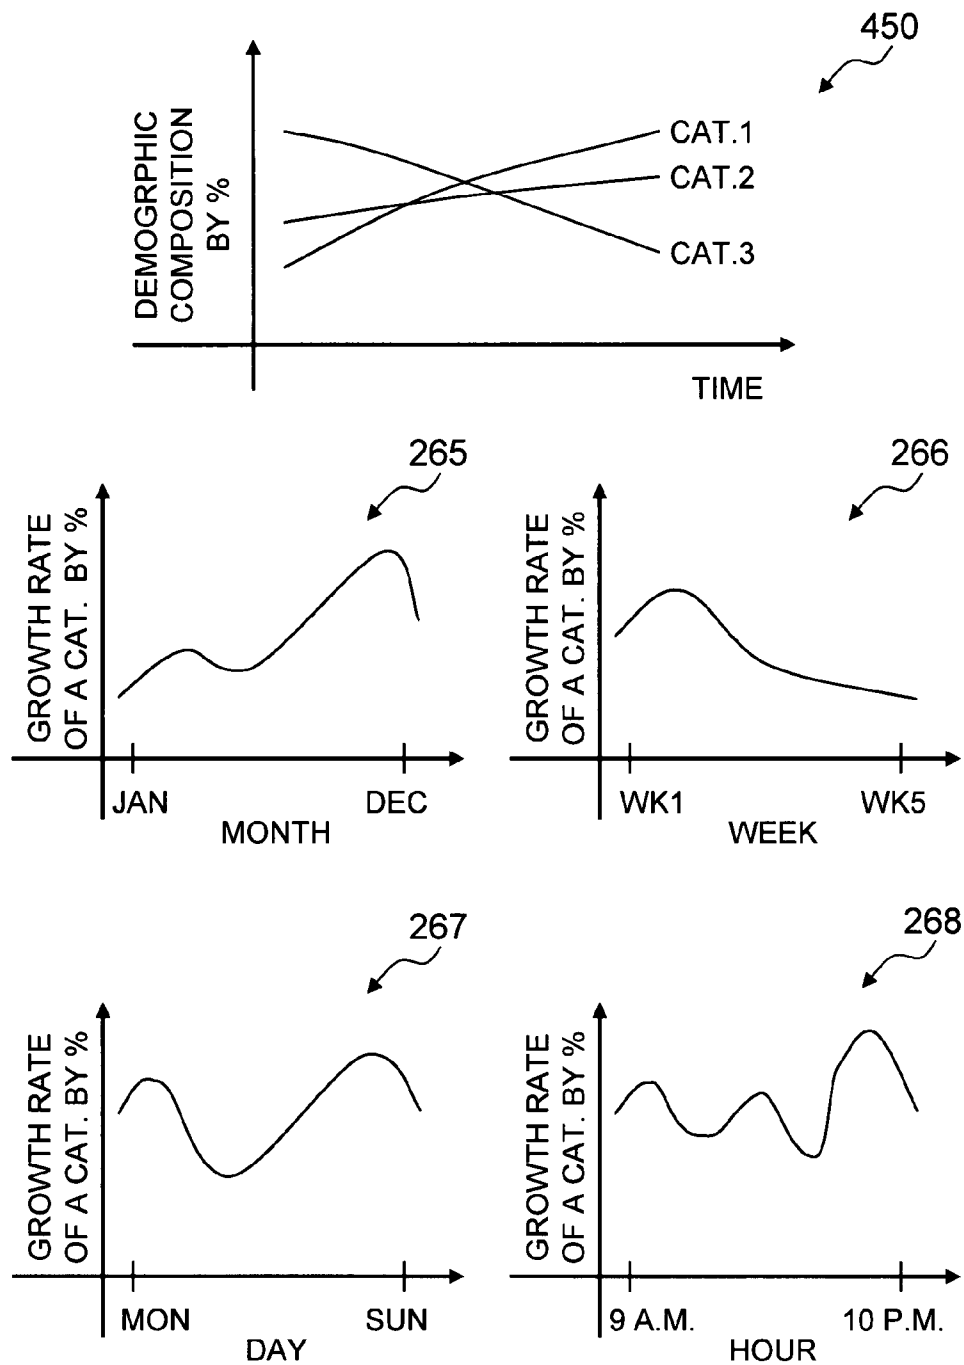 450
DEMOGRPHIC
COMPOSITION
BY %
CAT.1
CAT.2
CAT.3
TIME
265
GROWTH RATE
OF A CAT. BY %
JAN
DEC
MONTH
266
GROWTH RATE
OF A CAT. BY %
WK1
WK5
WEEK
267
GROWTH RATE
OF A CAT. BY %
MON
SUN
DAY
268
GROWTH RATE
OF A CAT. BY %
9 A.M.
10 P.M.
HOUR